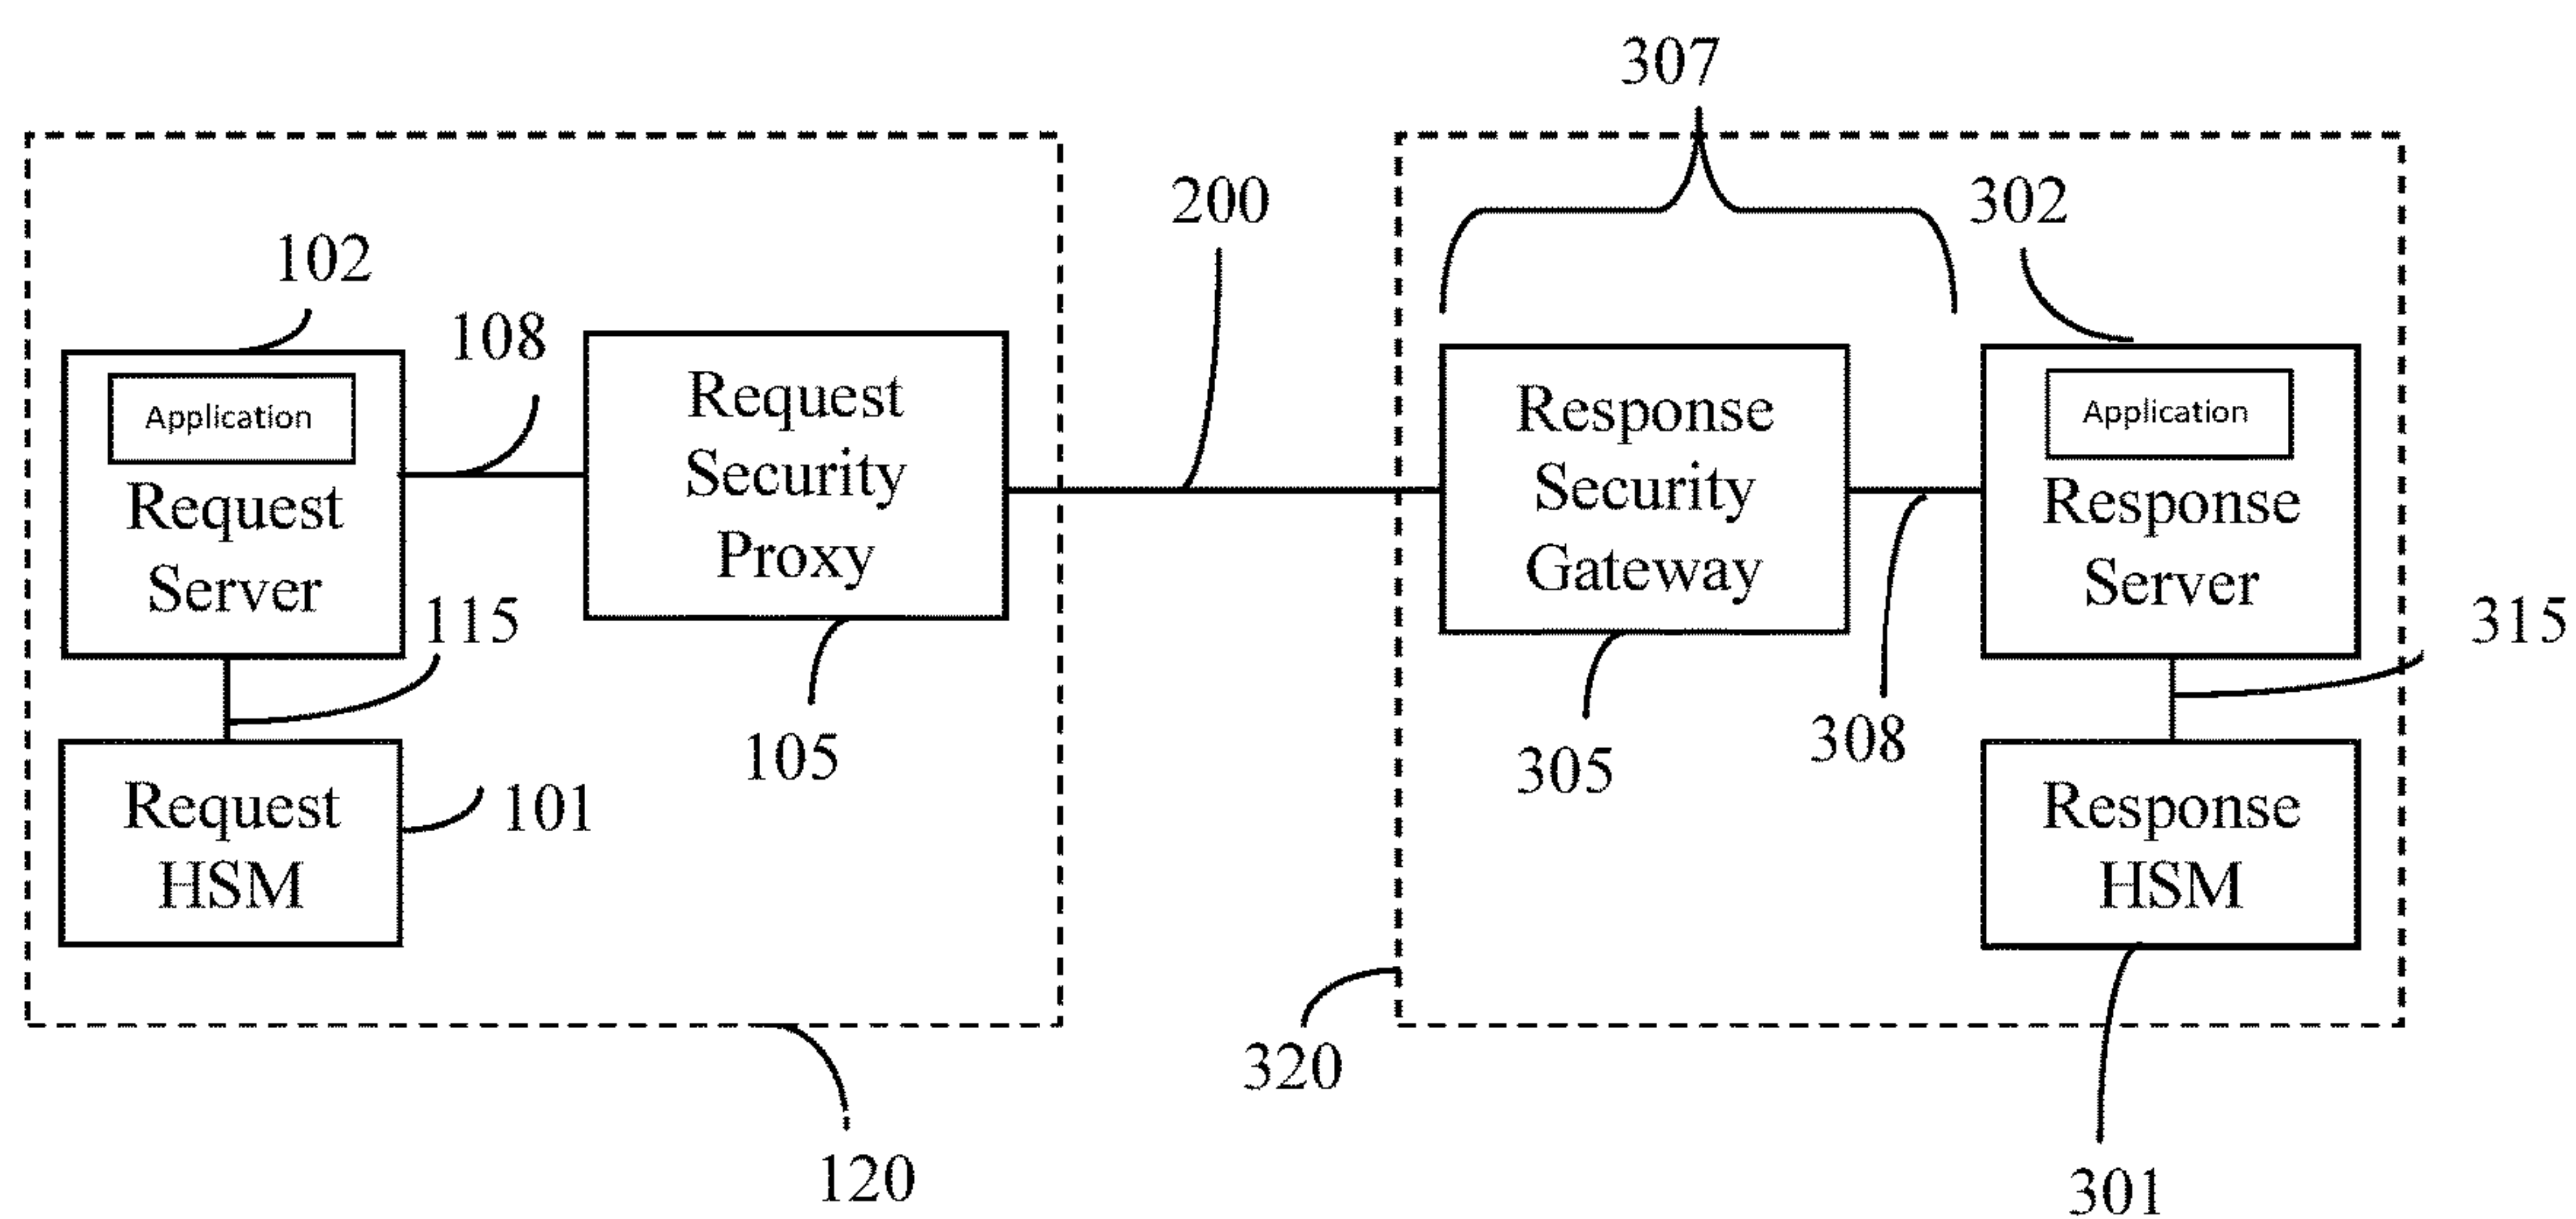 307
200
302
102
108
Application
Request
Server
Request
Security
Proxy
Response
Security
Gateway
Application
Response
Server
115
315
105
305
308
Request
HSM
101
Response
HSM
320
120
301